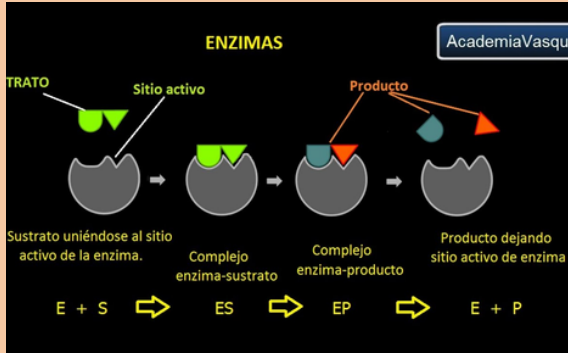 ENZIMAS
AcademiaVasqu
TRATO
Sitio activo
Producto
Sustrato uniéndose al sitio
activo de la enzima.
Complejo
enzima-sustrato
Complejo
enzima-producto
Producto dejando
sitio activo de enzima
E + S ⇨ ES ⇨ EP ⇨ E + P